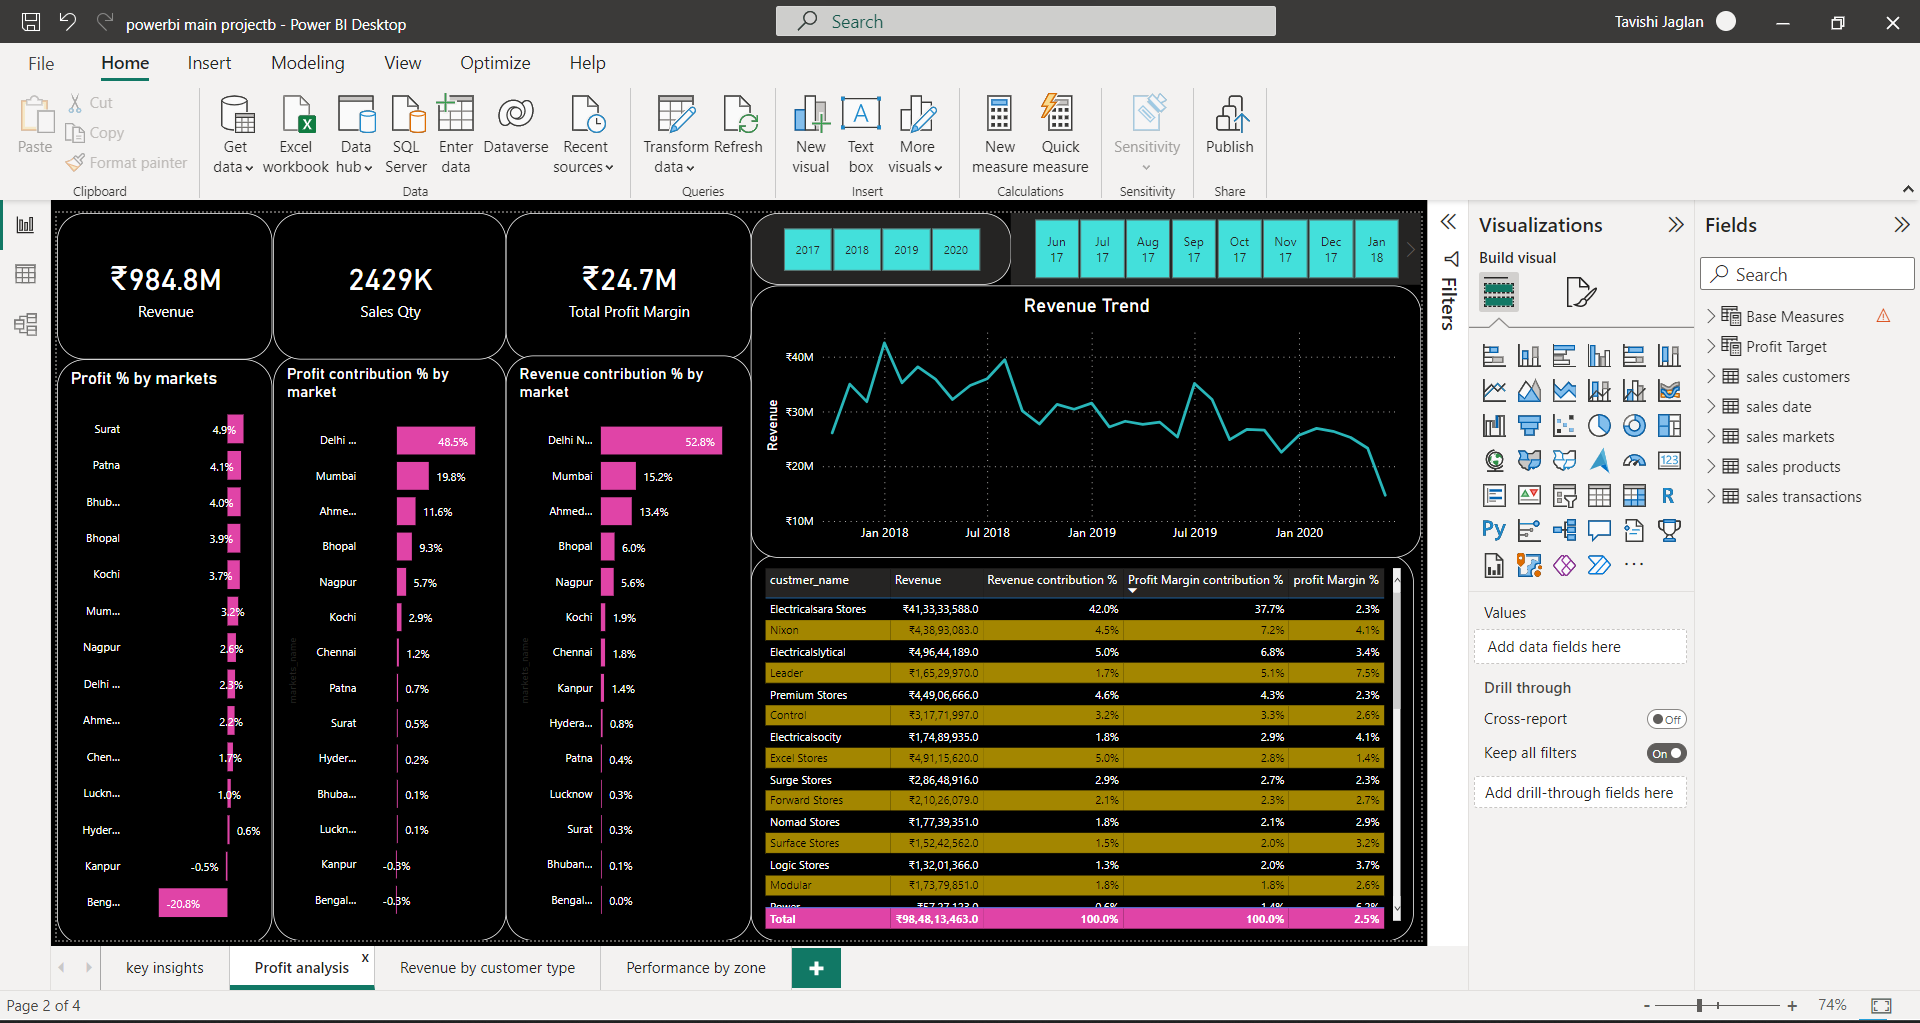 powerbi main projectb - Power BI Desktop
Search
Tavishi Jaglan
File
Home
Insert
Modeling
View
Optimize
Help
Paste
Cut
Copy
Format painter
Clipboard
Get data
Excel workbook
Data hub
SQL Server
Enter data
Dataverse
Recent sources
Data
Transform data
Refresh
Queries
New visual
Text box
More visuals
Insert
New measure
Quick measure
Calculations
Sensitivity
Sensitivity
Publish
Share
₹984.8M
Revenue
2429K
Sales Qty
₹24.7M
Total Profit Margin
2017
2018
2019
2020
Jun 17
Jul 17
Aug 17
Sep 17
Oct 17
Nov 17
Dec 17
Jan 18
Profit % by markets
Surat 4.9%
Patna 4.1%
Bhub... 4.0%
Bhopal 3.9%
Kochi 3.7%
Mum... 3.2%
Nagpur 2.6%
Delhi ... 2.3%
Ahme... 2.2%
Chen... 1.7%
Luckn... 1.0%
Hyder... 0.6%
Kanpur -0.5%
Beng... -20.8%
Profit contribution % by
market
markets_name
Delhi ... 48.5%
Mumbai 19.8%
Ahme... 11.6%
Bhopal 9.3%
Nagpur 5.7%
Kochi 2.9%
Chennai 1.2%
Patna 0.7%
Surat 0.5%
Hyder... 0.2%
Bhuba... 0.1%
Luckn... 0.1%
Kanpur -0.3%
Bengal... -0.3%
Revenue contribution % by
market
markets_name
Delhi N... 52.8%
Mumbai 15.2%
Ahmed... 13.4%
Bhopal 6.0%
Nagpur 5.6%
Kochi 1.9%
Chennai 1.8%
Kanpur 1.4%
Hydera... 0.8%
Patna 0.4%
Lucknow 0.3%
Surat 0.3%
Bhuban... 0.1%
Bengal... 0.0%
Revenue Trend
Revenue
₹40M
₹30M
₹20M
₹10M
Jan 2018
Jul 2018
Jan 2019
Jul 2019
Jan 2020
custmer_name Revenue Revenue contribution % Profit Margin contribution % profit Margin %
Electricalsara Stores ₹41,33,33,588.0 42.0% 37.7% 2.3%
Nixon ₹4,38,93,083.0 4.5% 7.2% 4.1%
Electricalslytical ₹4,96,44,189.0 5.0% 6.8% 3.4%
Leader ₹1,65,29,970.0 1.7% 5.1% 7.5%
Premium Stores ₹4,49,06,666.0 4.6% 4.3% 2.3%
Control ₹3,17,71,997.0 3.2% 3.3% 2.6%
Electricalsocity ₹1,74,89,935.0 1.8% 2.9% 4.1%
Excel Stores ₹4,91,15,620.0 5.0% 2.8% 1.4%
Surge Stores ₹2,86,48,916.0 2.9% 2.7% 2.3%
Forward Stores ₹2,10,26,079.0 2.1% 2.3% 2.7%
Nomad Stores ₹1,77,39,351.0 1.8% 2.1% 2.9%
Surface Stores ₹1,52,42,562.0 1.5% 2.0% 3.2%
Logic Stores ₹1,32,01,366.0 1.3% 2.0% 3.7%
Modular ₹1,73,79,851.0 1.8% 1.8% 2.6%
Total ₹98,48,13,463.0 100.0% 100.0% 2.5%
Filters
Visualizations
Build visual
123
R
Py
Values
Add data fields here
Drill through
Cross-report
Off
Keep all filters
On
Add drill-through fields here
Fields
Search
Base Measures
Profit Target
sales customers
sales date
sales markets
sales products
sales transactions
key insights
Profit analysis
x
Revenue by customer type
Performance by zone
Page 2 of 4
74%